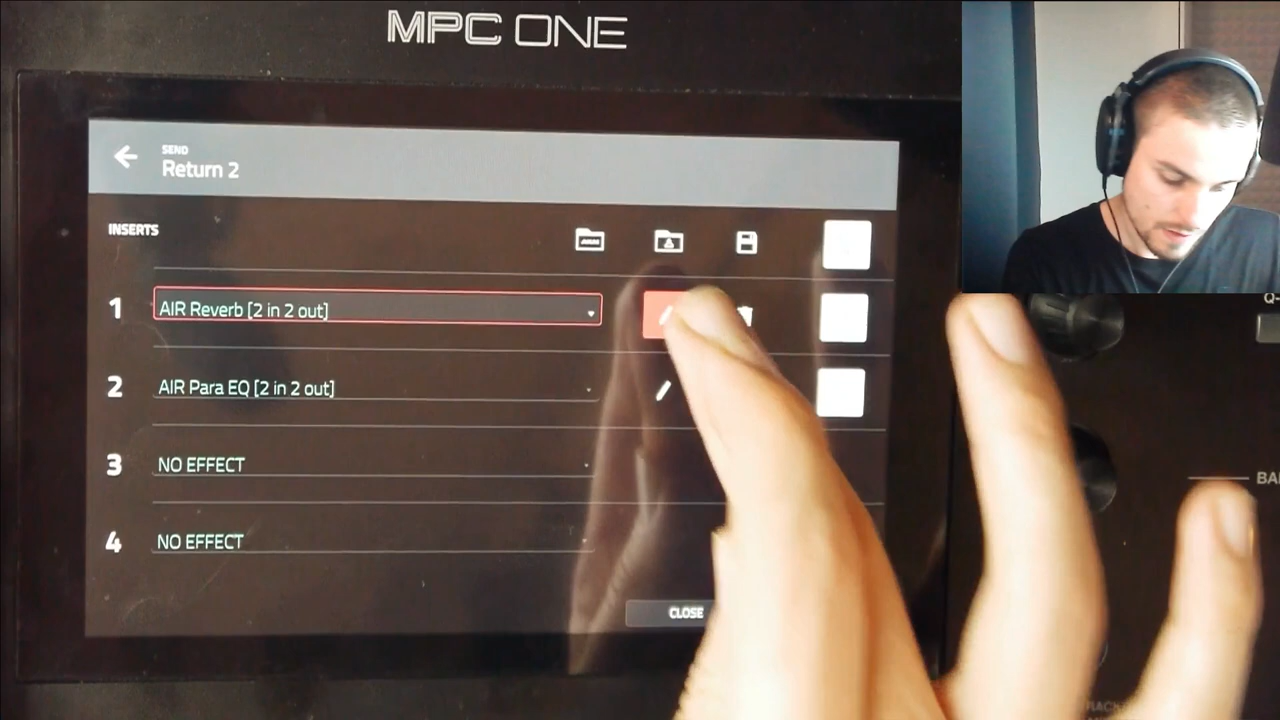 MPC ONE
SEND
Return 2
INSERTS
1 AIR Reverb [2 in 2 out]
2 AIR Para EQ [2 in 2 out]
3 NO EFFECT
4 NO EFFECT
CLOSE